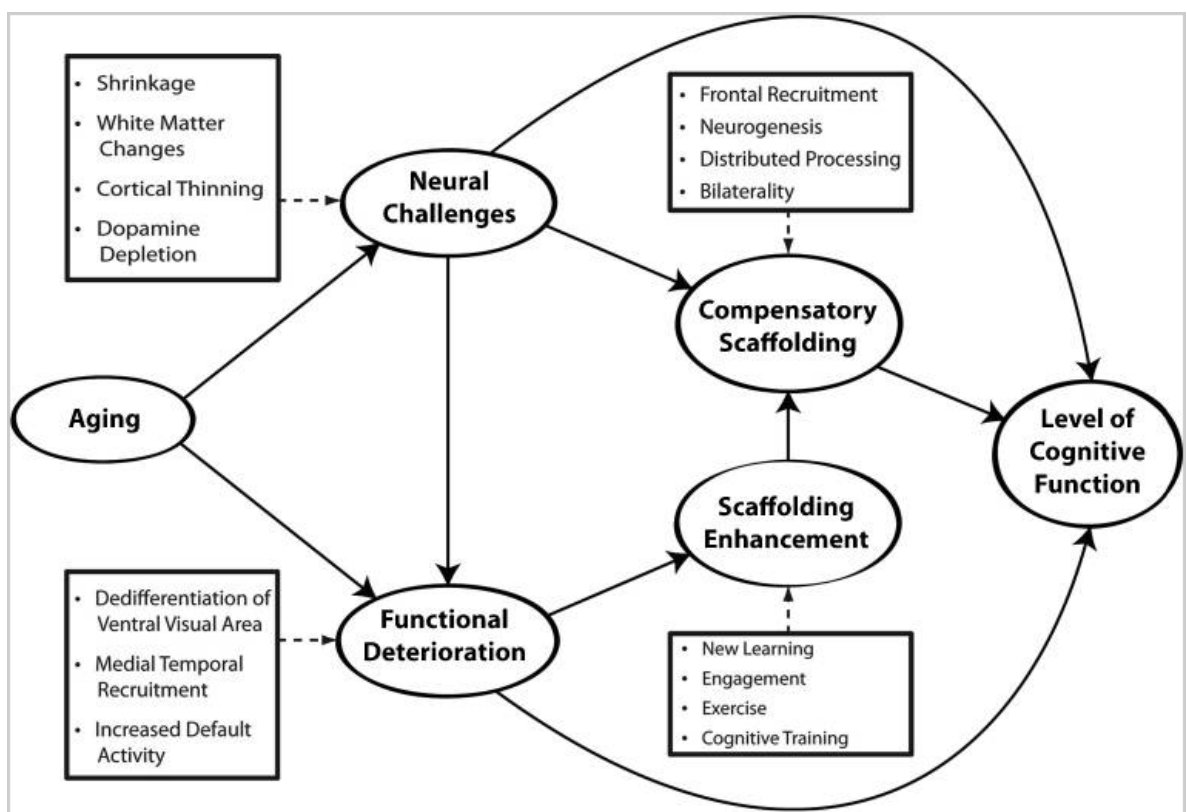 • Shrinkage
• White Matter
Changes
• Cortical Thinning
• Dopamine
Depletion
Neural
Challenges
• Frontal Recruitment
• Neurogenesis
• Distributed Processing
• Bilaterality
Compensatory
Scaffolding
Aging
Level of
Cognitive
Function
Scaffolding
Enhancement
• Dedifferentiation of
Ventral Visual Area
• Medial Temporal
Recruitment
• Increased Default
Activity
Functional
Deterioration
• New Learning
• Engagement
• Exercise
• Cognitive Training